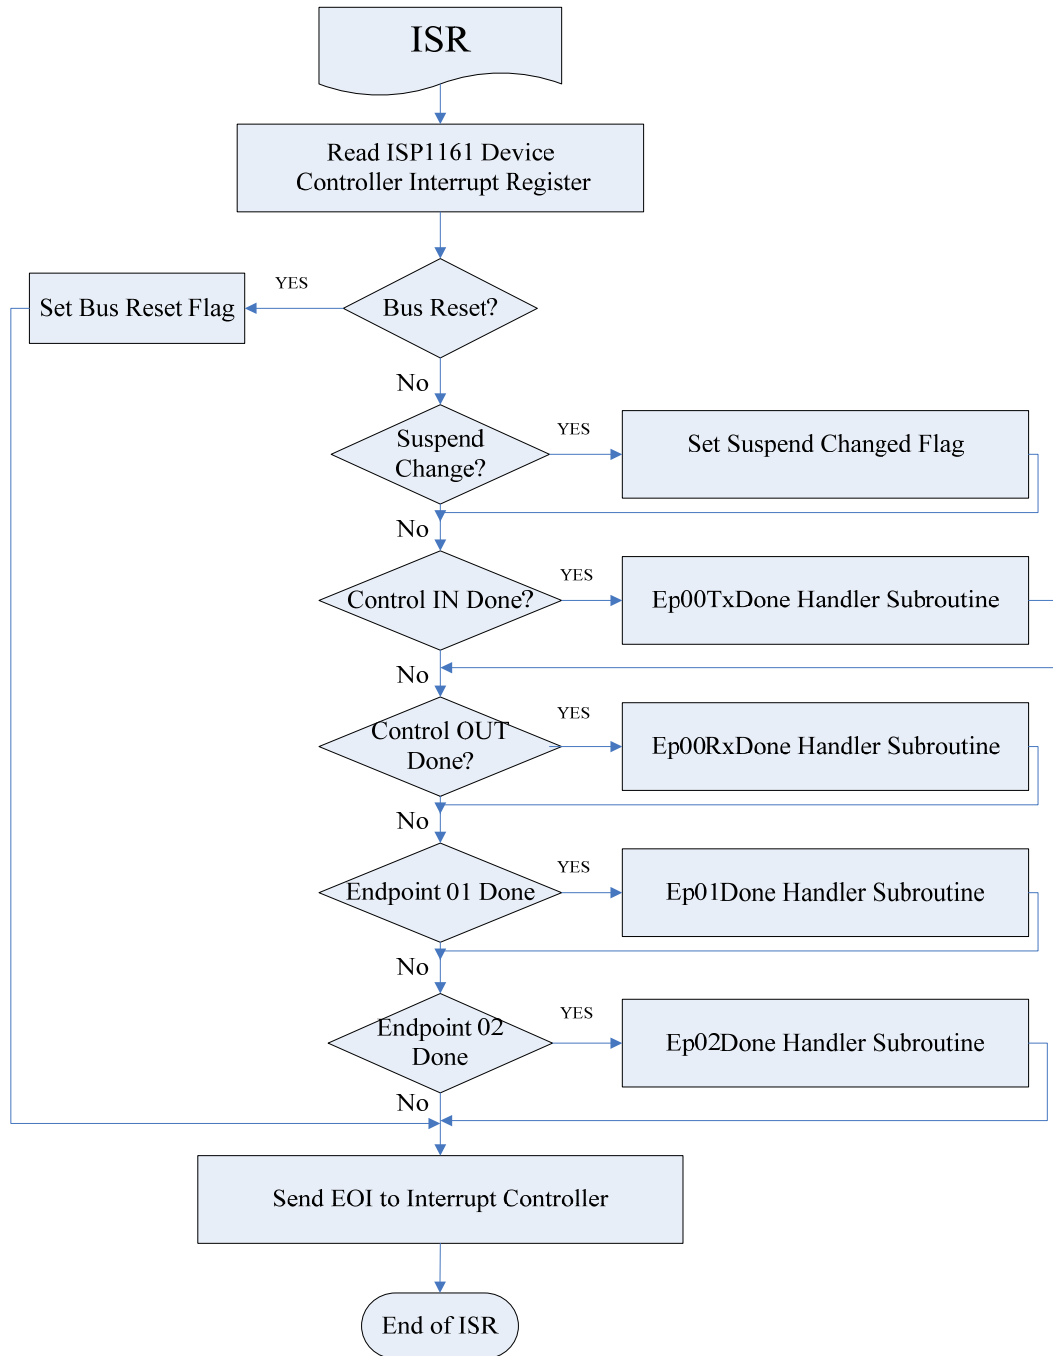 ISR
Read ISP1161 Device
Controller Interrupt Register
YES
Set Bus Reset Flag
Bus Reset?
No
Suspend
Change?
YES
Set Suspend Changed Flag
No
Control IN Done?
YES
Ep00TxDone Handler Subroutine
No
Control OUT
Done?
YES
Ep00RxDone Handler Subroutine
No
Endpoint 01 Done
YES
Ep01Done Handler Subroutine
No
Endpoint 02
Done
YES
Ep02Done Handler Subroutine
No
Send EOI to Interrupt Controller
End of ISR